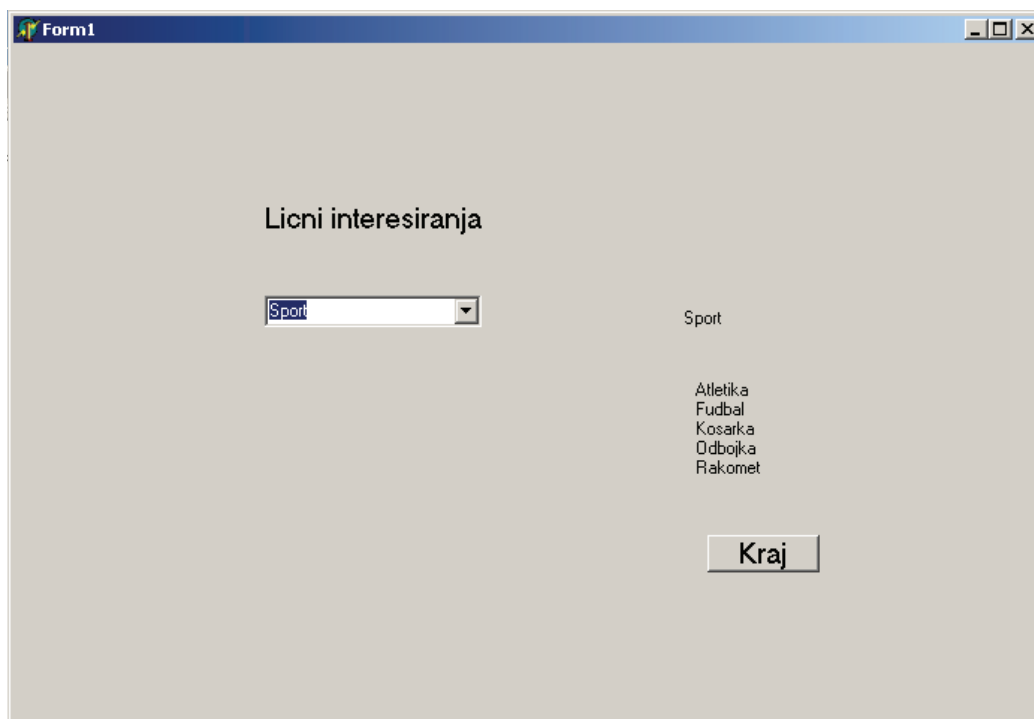 Form1
Licni interesiranja
Sport
Sport
Atletika
Fudbal
Kosarka
Odbojka
Rakomet
Kraj